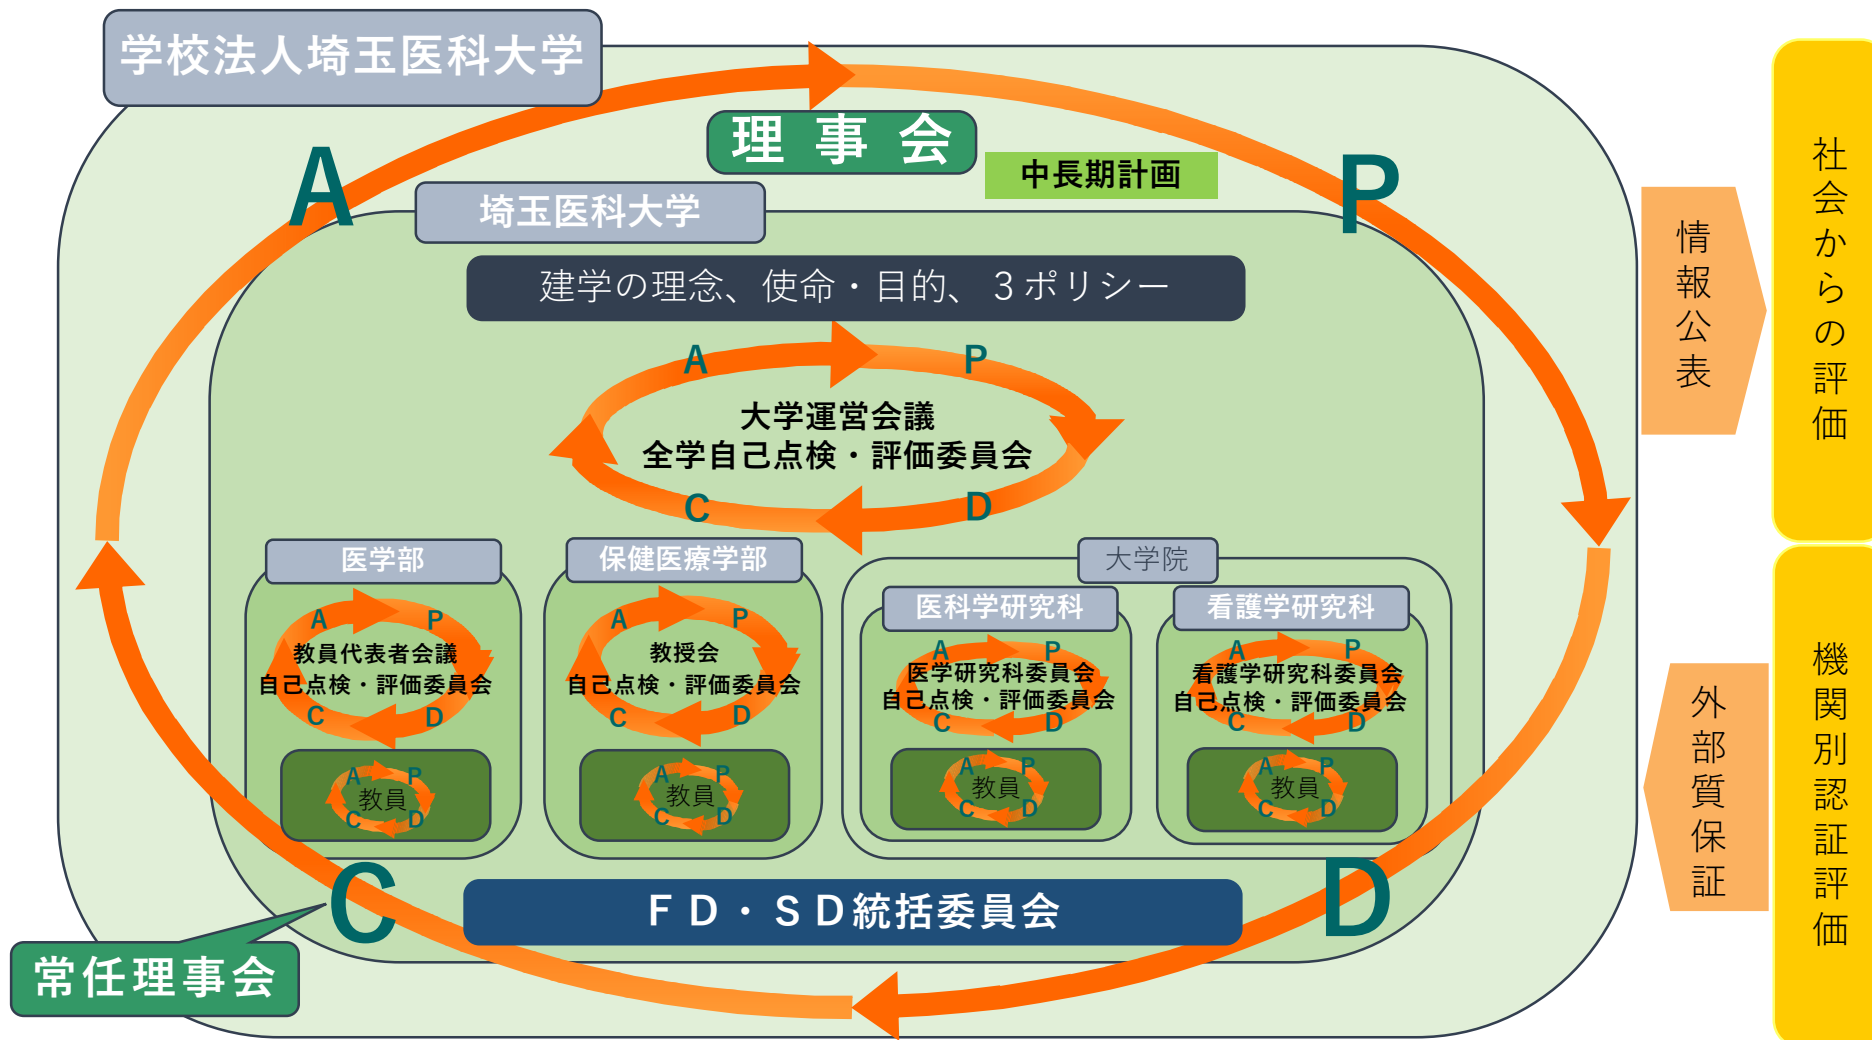 学校法人埼玉医科大学
理事会
中長期計画
A
P
埼玉医科大学
建学の理念、使命・目的、３ポリシー
A
P
大学運営会議
全学自己点検・評価委員会
C
D
医学部
A
P
教員代表者会議
自己点検・評価委員会
C
D
A
P
教員
C
D
保健医療学部
A
P
教授会
自己点検・評価委員会
C
D
A
P
教員
C
D
大学院
医科学研究科
A
P
医学研究科委員会
自己点検・評価委員会
C
D
A
P
教員
C
D
看護学研究科
A
P
看護学研究科委員会
自己点検・評価委員会
C
D
A
P
教員
C
D
C
D
ＦＤ・ＳＤ統括委員会
常任理事会
情報公表
社会からの評価
外部質保証
機関別認証評価